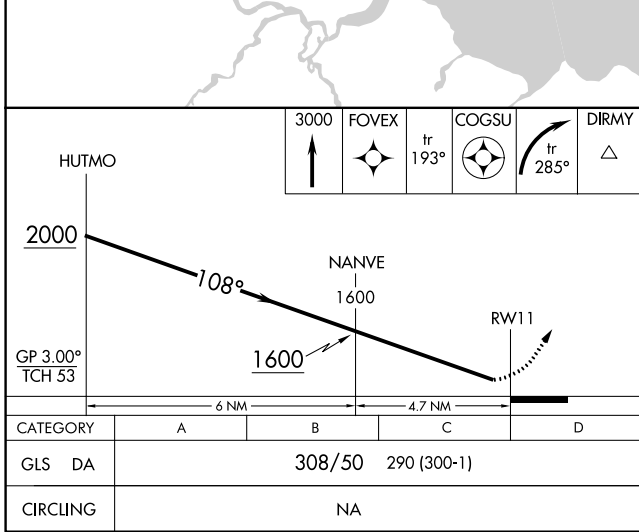 3000 FOVEX tr 193° COGSU tr 285° DIRMY
HUTMO
2000
108°
NANVE
1600
RW11
1600
GP 3.00°
TCH 53
6 NM 4.7 NM
CATEGORY A B C D
GLS DA 308/50 290 (300-1)
CIRCLING NA